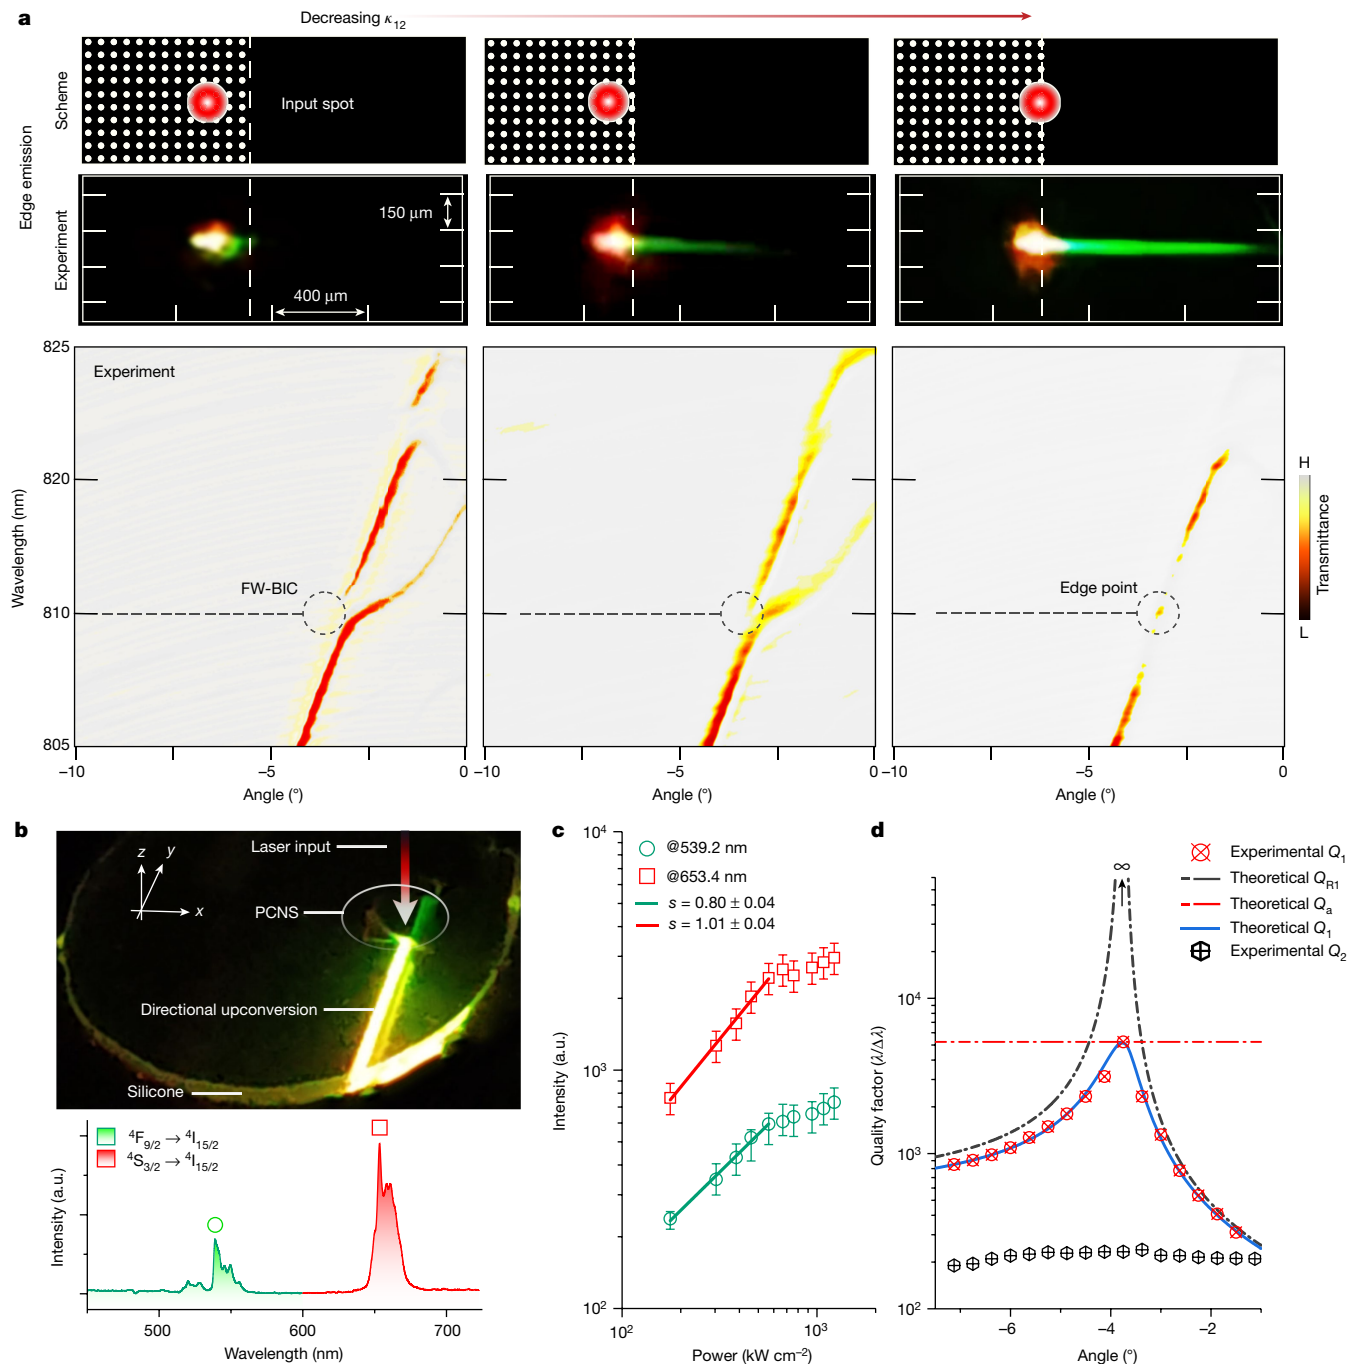 a
Decreasing κ12
Edge emission
Scheme
Input spot
Experiment
150 μm
400 μm
825
820
810
805
Wavelength (nm)
Experiment
FW-BIC
Edge point
H
Transmittance
L
−10 −5 0
−10 −5 0
−10 −5 0
Angle (°)
Angle (°)
Angle (°)
b
z
y
x
Laser input
PCNS
Directional upconversion
Silicone
4F9/2 → 4I15/2
4S3/2 → 4I15/2
Intensity (a.u.)
500 600 700
Wavelength (nm)
c
10^4
10^3
10^2
Intensity (a.u.)
@539.2 nm
@653.4 nm
s = 0.80 ± 0.04
s = 1.01 ± 0.04
10^2 10^3
Power (kW cm−2)
d
Experimental Q1
Theoretical QR1
Theoretical Qa
Theoretical Q1
Experimental Q2
∞
10^4
10^3
10^2
Quality factor (λ/Δλ)
−6 −4 −2
Angle (°)